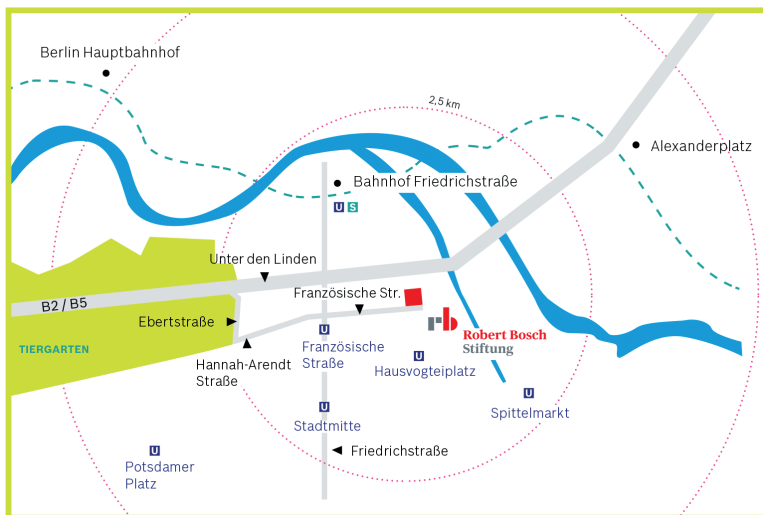 Berlin Hauptbahnhof
2,5 km
Alexanderplatz
Bahnhof Friedrichstraße
U S
Unter den Linden
B2 / B5
Französische Str.
Ebertstraße
TIERGARTEN
Hannah-Arendt
Straße
rb
Robert Bosch
Stiftung
U
Französische
Straße
U
Hausvogteiplatz
U
Spittelmarkt
U
Stadtmitte
Friedrichstraße
U
Potsdamer
Platz